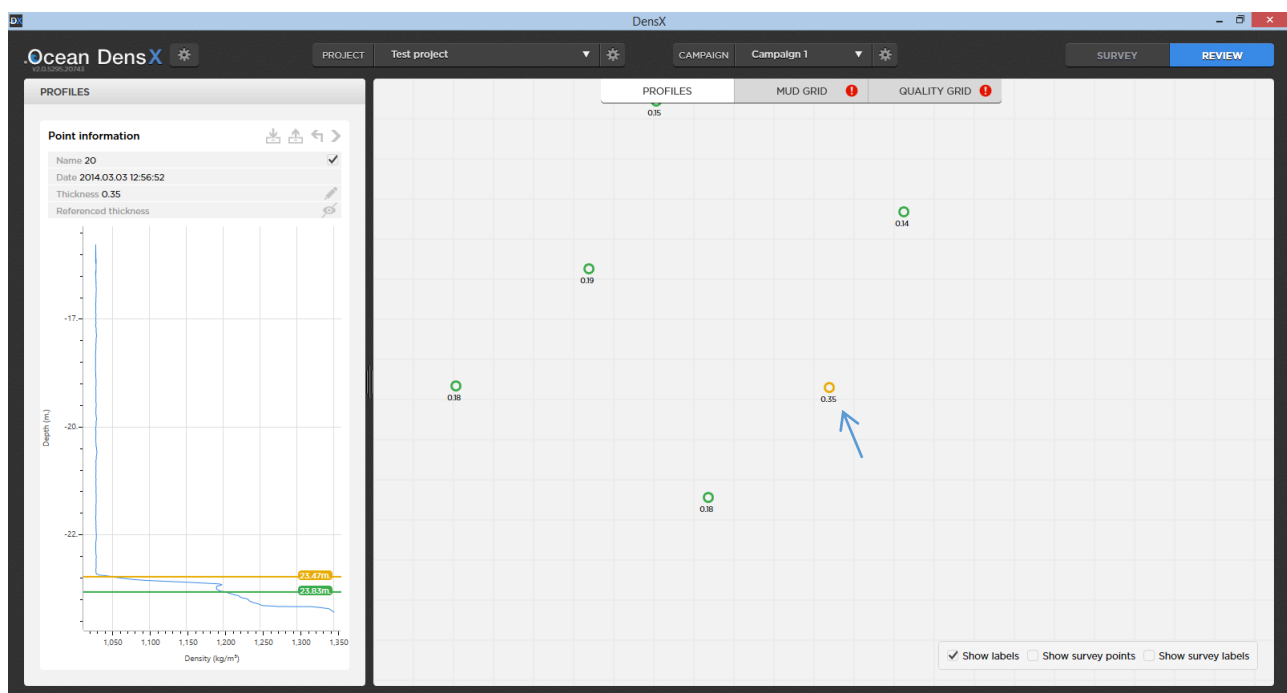 DX
DensX
Ocean DensX
V2.0.5295.20743
PROJECT Test project
CAMPAIGN Campaign 1
SURVEY
REVIEW
PROFILES
PROFILES
MUD GRID
QUALITY GRID
Point information
Name 20
Date 2014.03.03 12:56:52
Thickness 0.35
Referenced thickness
Depth (m.)
-17.
-20.
-22.
23.47m.
23.83m.
1,050 1,100 1,150 1,200 1,250 1,300 1,350
Density (kg/m³)
0.15
0.14
0.19
0.18
0.35
0.18
Show labels
Show survey points
Show survey labels